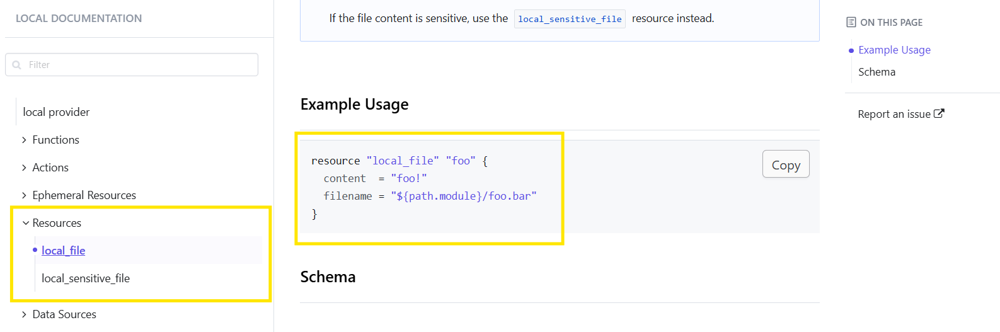 LOCAL DOCUMENTATION
Filter
local provider
Functions
Actions
Ephemeral Resources
Resources
local_file
local_sensitive_file
Data Sources
If the file content is sensitive, use the local_sensitive_file resource instead.
Example Usage
resource "local_file" "foo" {
  content  = "foo!"
  filename = "${path.module}/foo.bar"
}
Copy
Schema
ON THIS PAGE
Example Usage
Schema
Report an issue